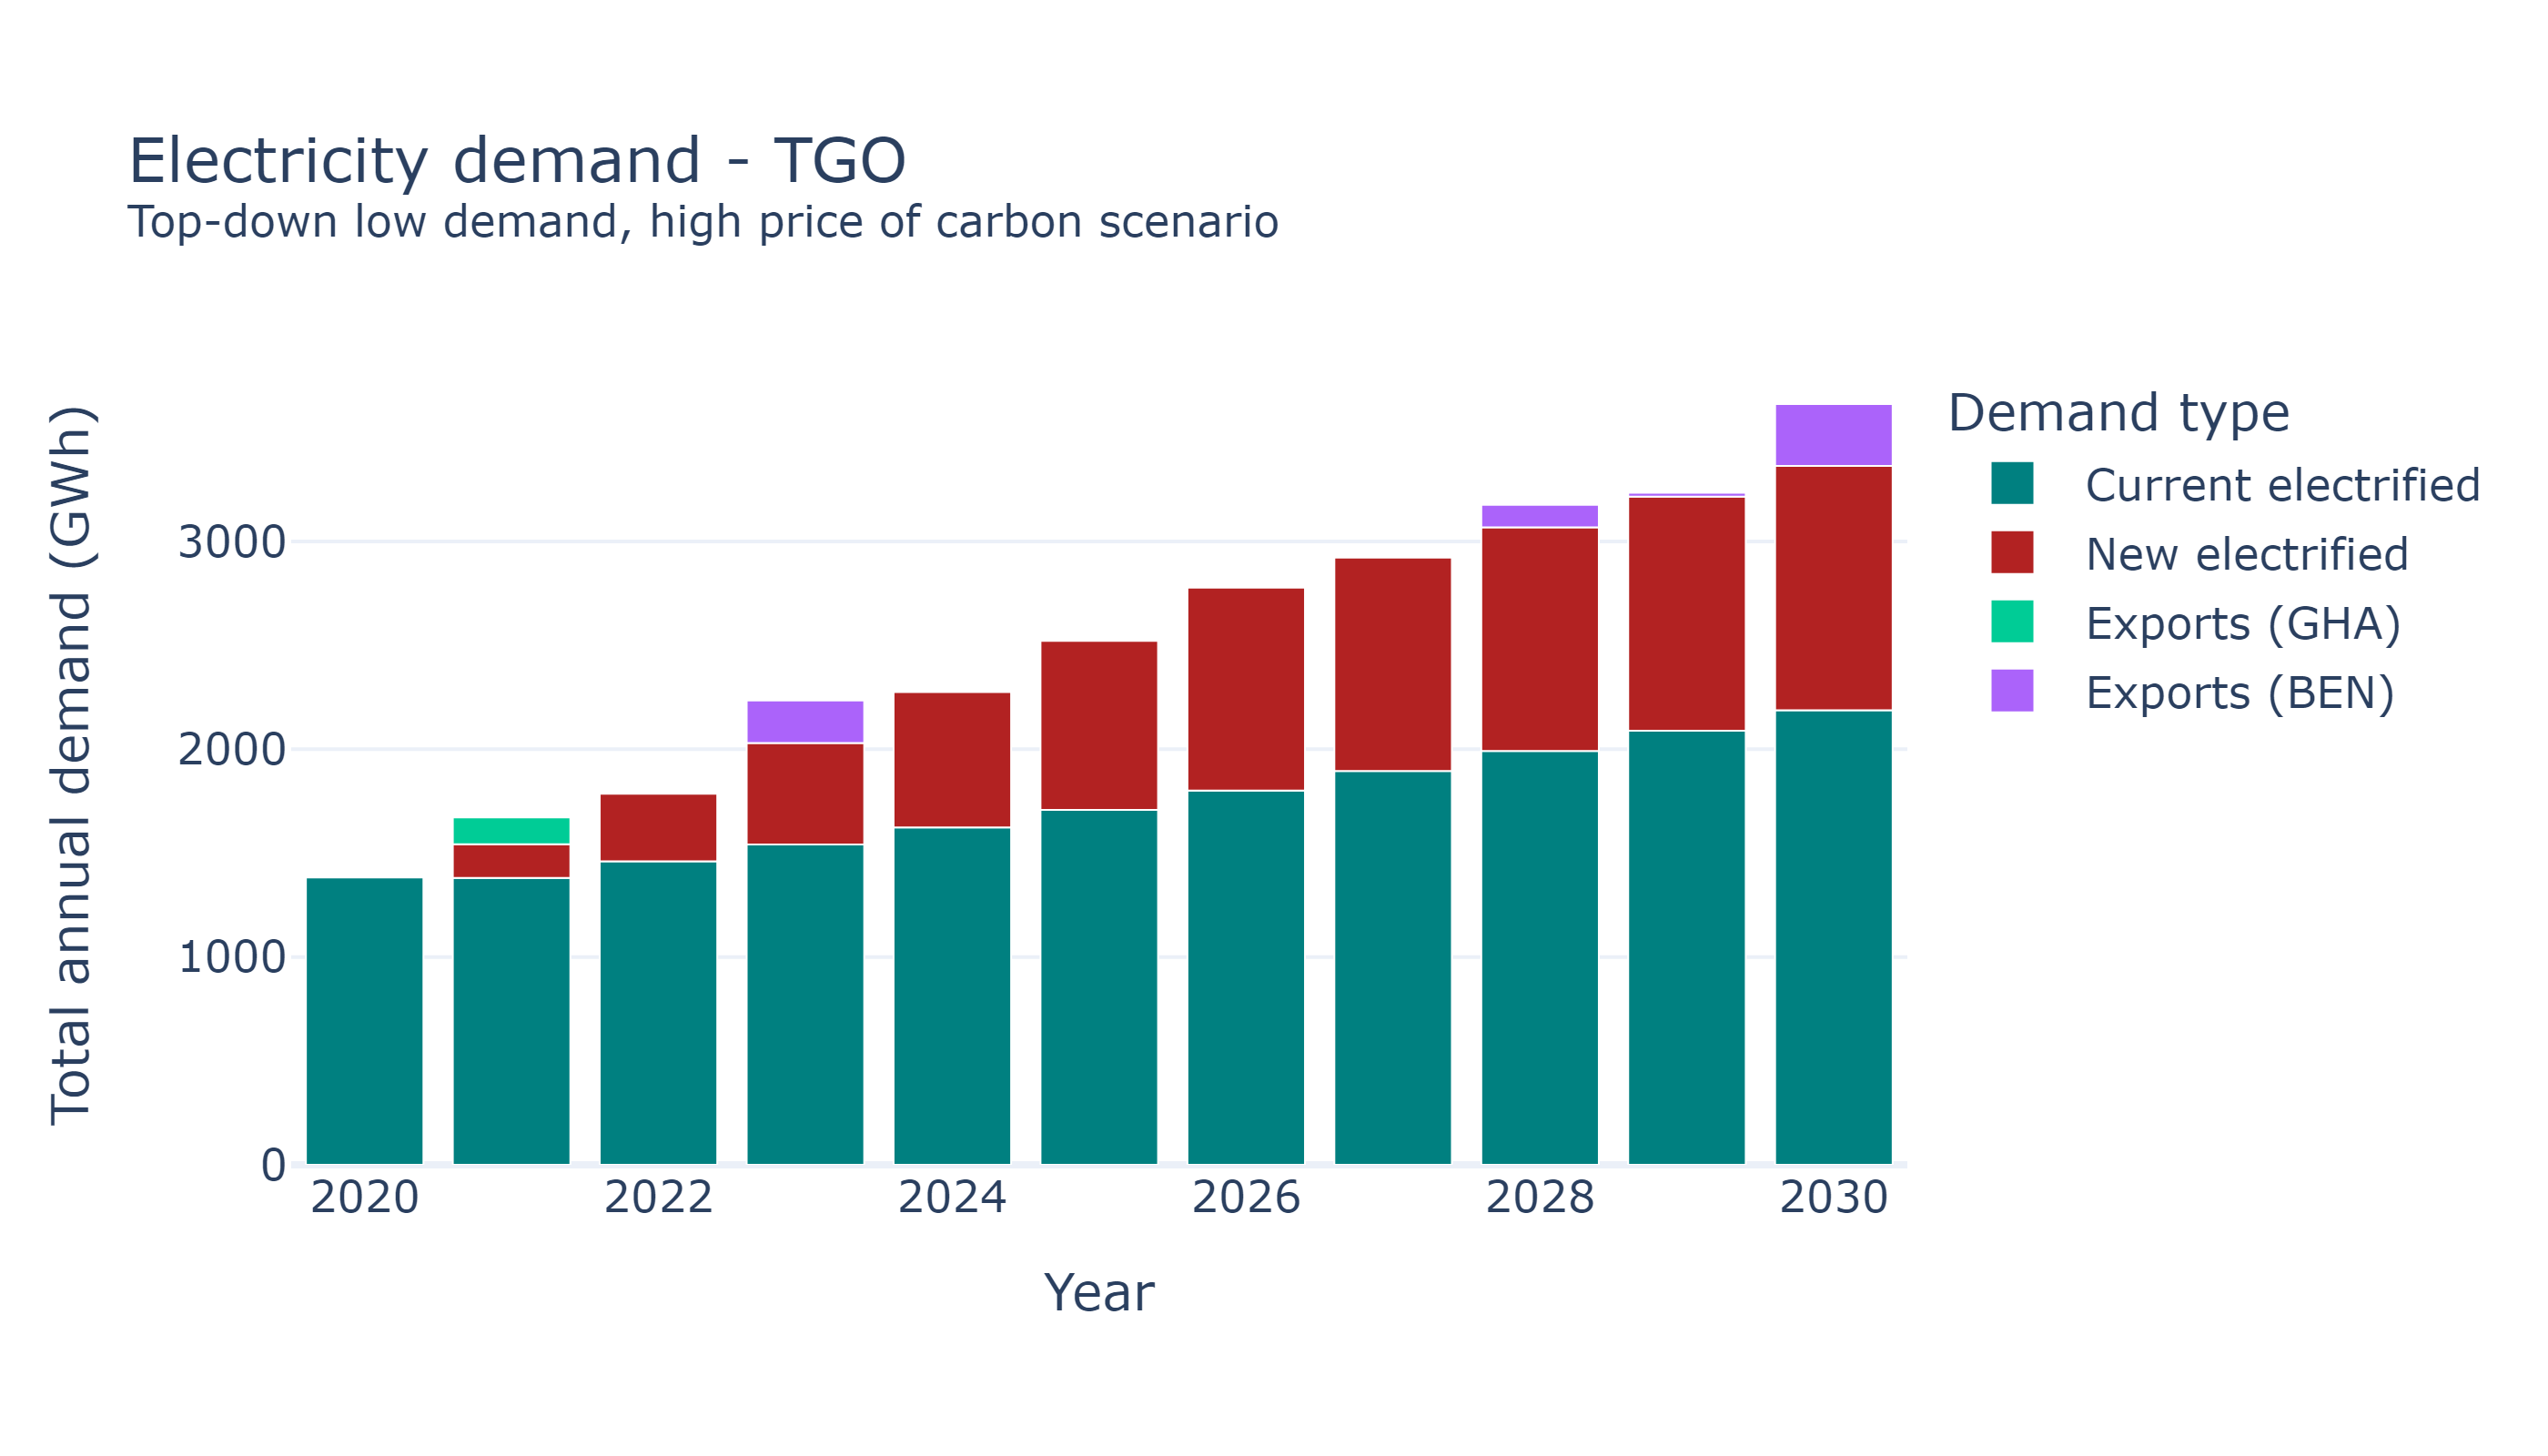 Electricity demand - TGO
Top-down low demand, high price of carbon scenario
Total annual demand (GWh)
3000
2000
1000
0
2020
2022
2024
2026
2028
2030
Year
Demand type
Current electrified
New electrified
Exports (GHA)
Exports (BEN)